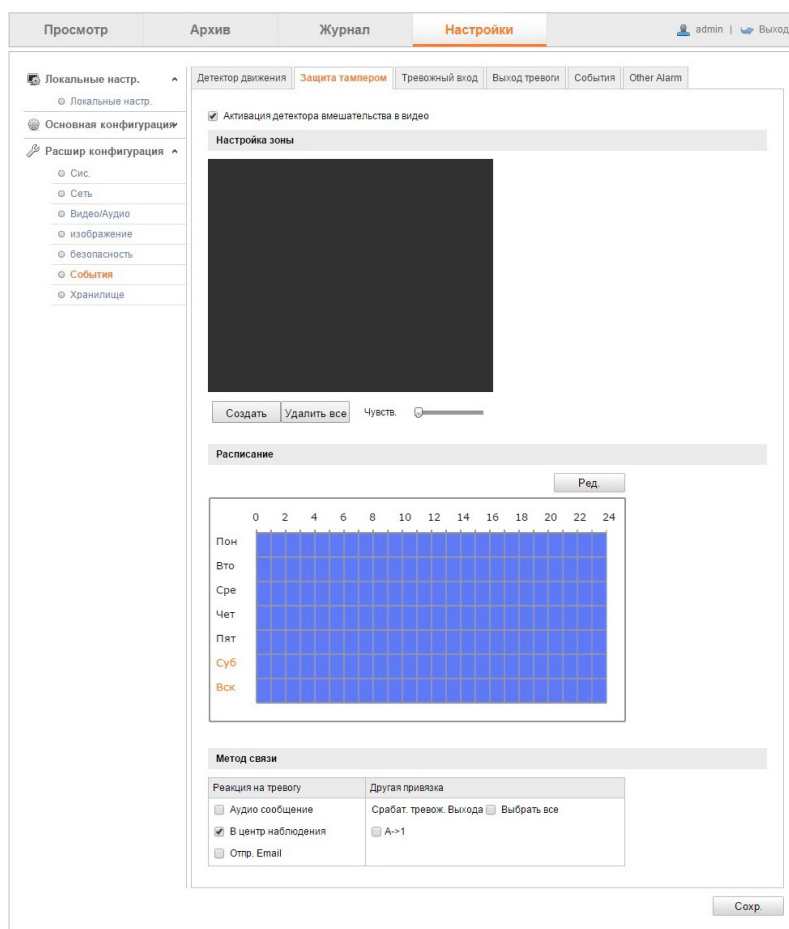 Просмотр Архив Журнал Настройки admin | Выход
Локальные настр.
Локальные настр.
Основная конфигурация
Расшир конфигурация
Сис.
Сеть
Видео/Аудио
изображение
безопасность
События
Хранилище
Детектор движения Защита тампером Тревожный вход Выход тревоги События Other Alarm
Активация детектора вмешательства в видео
Настройка зоны
Создать Удалить все Чувств.
Расписание
Ред.
0 2 4 6 8 10 12 14 16 18 20 22 24
Пон
Вто
Сре
Чет
Пят
Суб
Вск
Метод связи
Реакция на тревогу Другая привязка
Аудио сообщение Срабат. тревож. Выхода Выбрать все
В центр наблюдения A->1
Отпр. Email
Сохр.